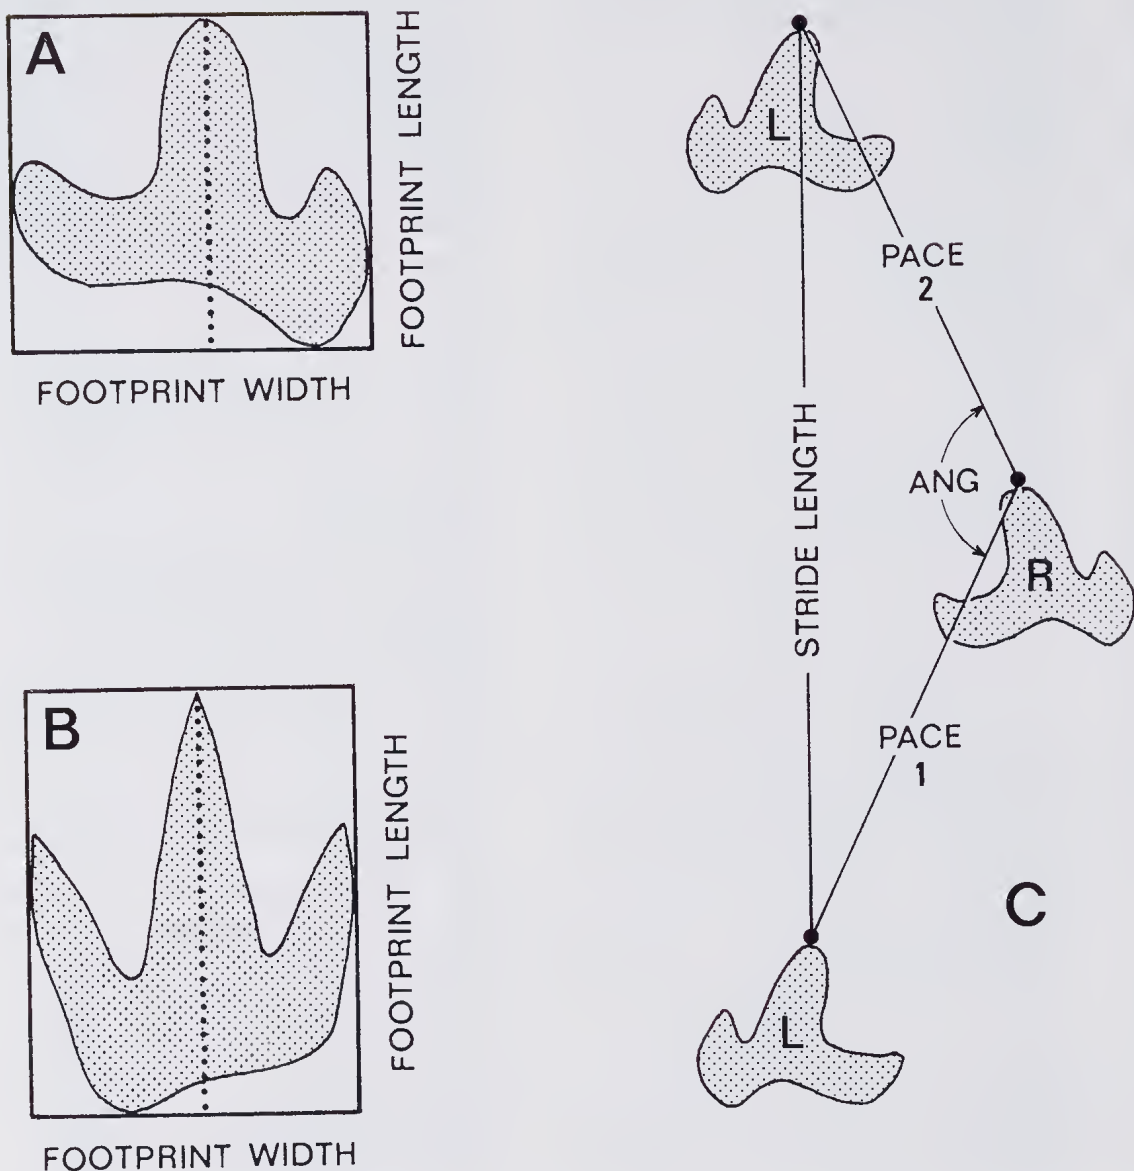 A
FOOTPRINT LENGTH
FOOTPRINT WIDTH
B
FOOTPRINT LENGTH
FOOTPRINT WIDTH
L
PACE
2
STRIDE LENGTH
ANG
R
PACE
1
C
L